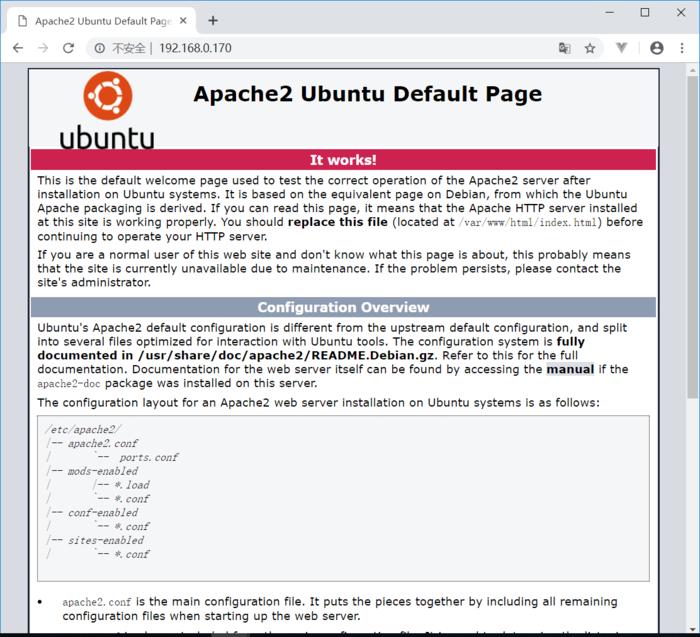 Apache2 Ubuntu Default Page
不安全 | 192.168.0.170
ubuntu
Apache2 Ubuntu Default Page
It works!
This is the default welcome page used to test the correct operation of the Apache2 server after
installation on Ubuntu systems. It is based on the equivalent page on Debian, from which the Ubuntu
Apache packaging is derived. If you can read this page, it means that the Apache HTTP server installed
at this site is working properly. You should replace this file (located at /var/www/html/index.html) before
continuing to operate your HTTP server.
If you are a normal user of this web site and don't know what this page is about, this probably means
that the site is currently unavailable due to maintenance. If the problem persists, please contact the
site's administrator.
Configuration Overview
Ubuntu's Apache2 default configuration is different from the upstream default configuration, and split
into several files optimized for interaction with Ubuntu tools. The configuration system is fully
documented in /usr/share/doc/apache2/README.Debian.gz. Refer to this for the full
documentation. Documentation for the web server itself can be found by accessing the manual if the
apache2-doc package was installed on this server.
The configuration layout for an Apache2 web server installation on Ubuntu systems is as follows:
/etc/apache2/
|-- apache2.conf
|       `--  ports.conf
|-- mods-enabled
|       |-- *.load
|       `-- *.conf
|-- conf-enabled
|       `-- *.conf
|-- sites-enabled
|       `-- *.conf
• apache2.conf is the main configuration file. It puts the pieces together by including all remaining
configuration files when starting up the web server.